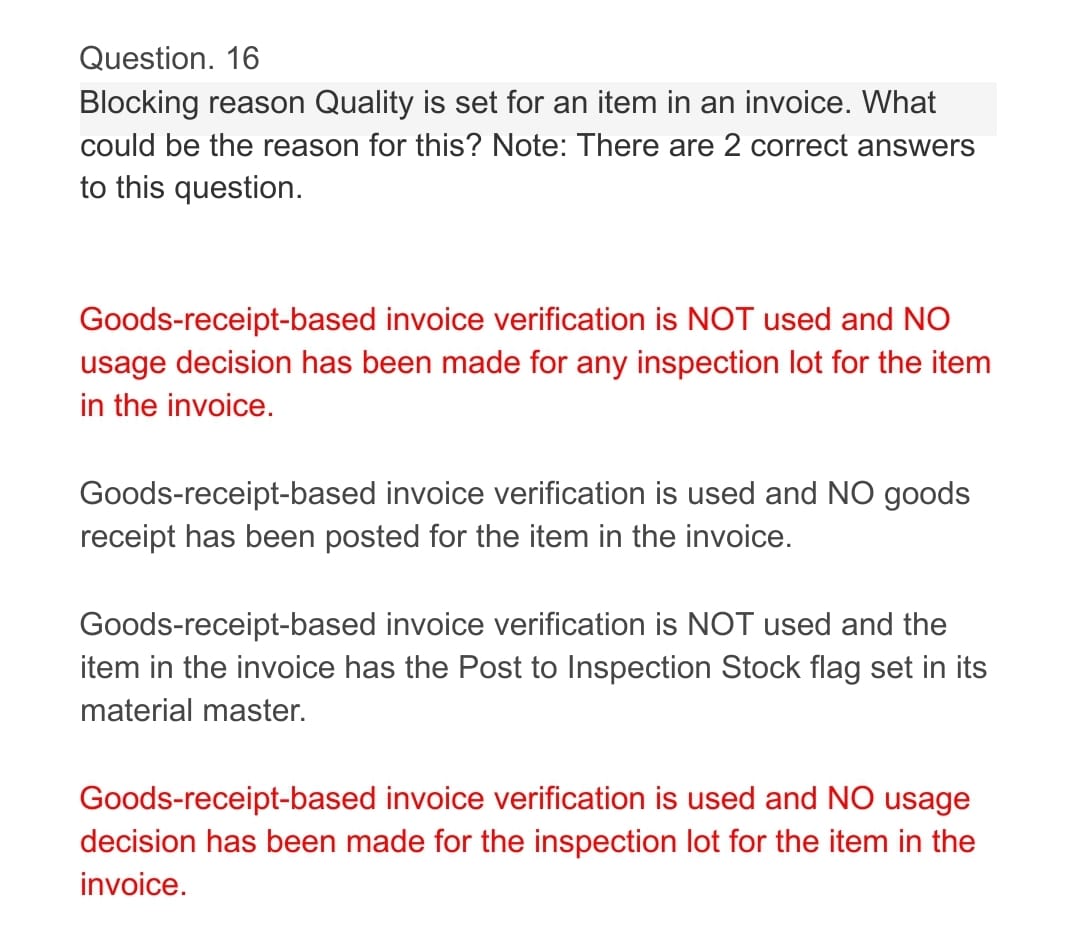 Question. 16
Blocking reason Quality is set for an item in an invoice. What
could be the reason for this? Note: There are 2 correct answers
to this question.
Goods-receipt-based invoice verification is NOT used and NO
usage decision has been made for any inspection lot for the item
in the invoice.
Goods-receipt-based invoice verification is used and NO goods
receipt has been posted for the item in the invoice.
Goods-receipt-based invoice verification is NOT used and the
item in the invoice has the Post to Inspection Stock flag set in its
material master.
Goods-receipt-based invoice verification is used and NO usage
decision has been made for the inspection lot for the item in the
invoice.